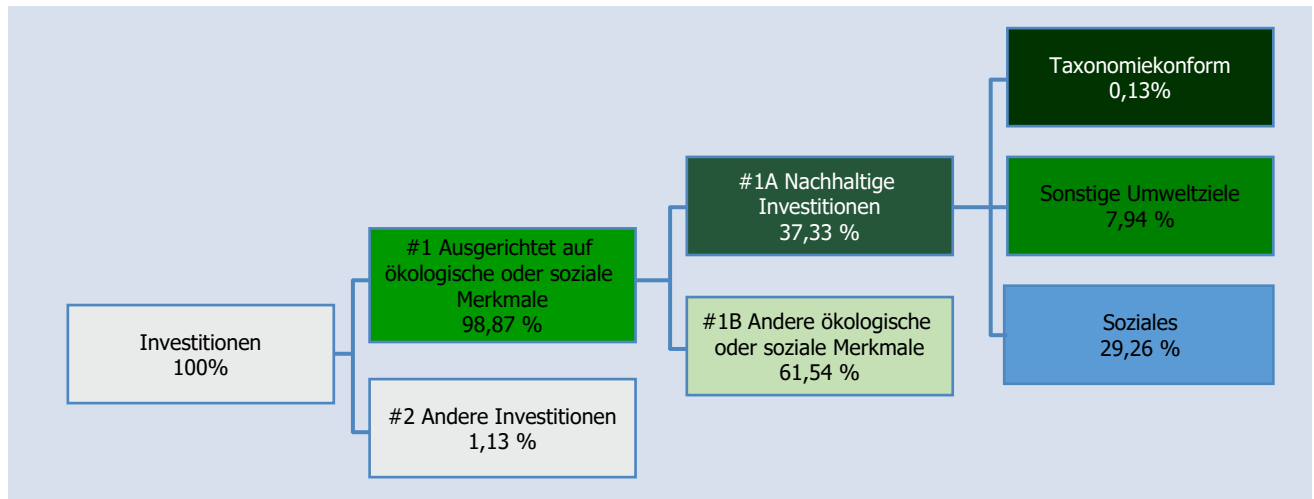 Investitionen
100%
#1 Ausgerichtet auf
ökologische oder soziale
Merkmale
98,87 %
#2 Andere Investitionen
1,13 %
#1A Nachhaltige
Investitionen
37,33 %
#1B Andere ökologische
oder soziale Merkmale
61,54 %
Taxonomiekonform
0,13%
Sonstige Umweltziele
7,94 %
Soziales
29,26 %